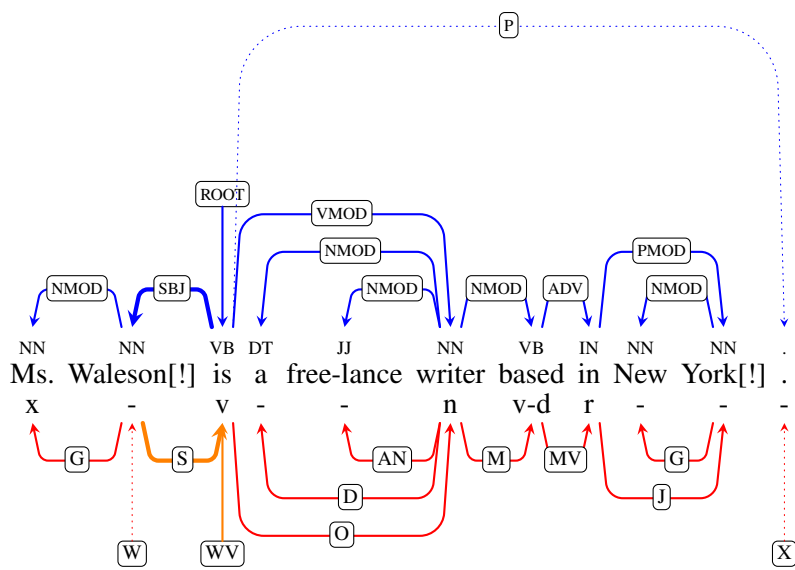 P
ROOT
VMOD
NMOD PMOD
NMOD SBJ NMOD NMOD ADV NMOD
NN NN VB DT JJ NN VB IN NN NN .
Ms. Waleson[!] is a free-lance writer based in New York[!] .
x - v - - n v-d r - - -
G S AN M MV G
D J
O
W WV X